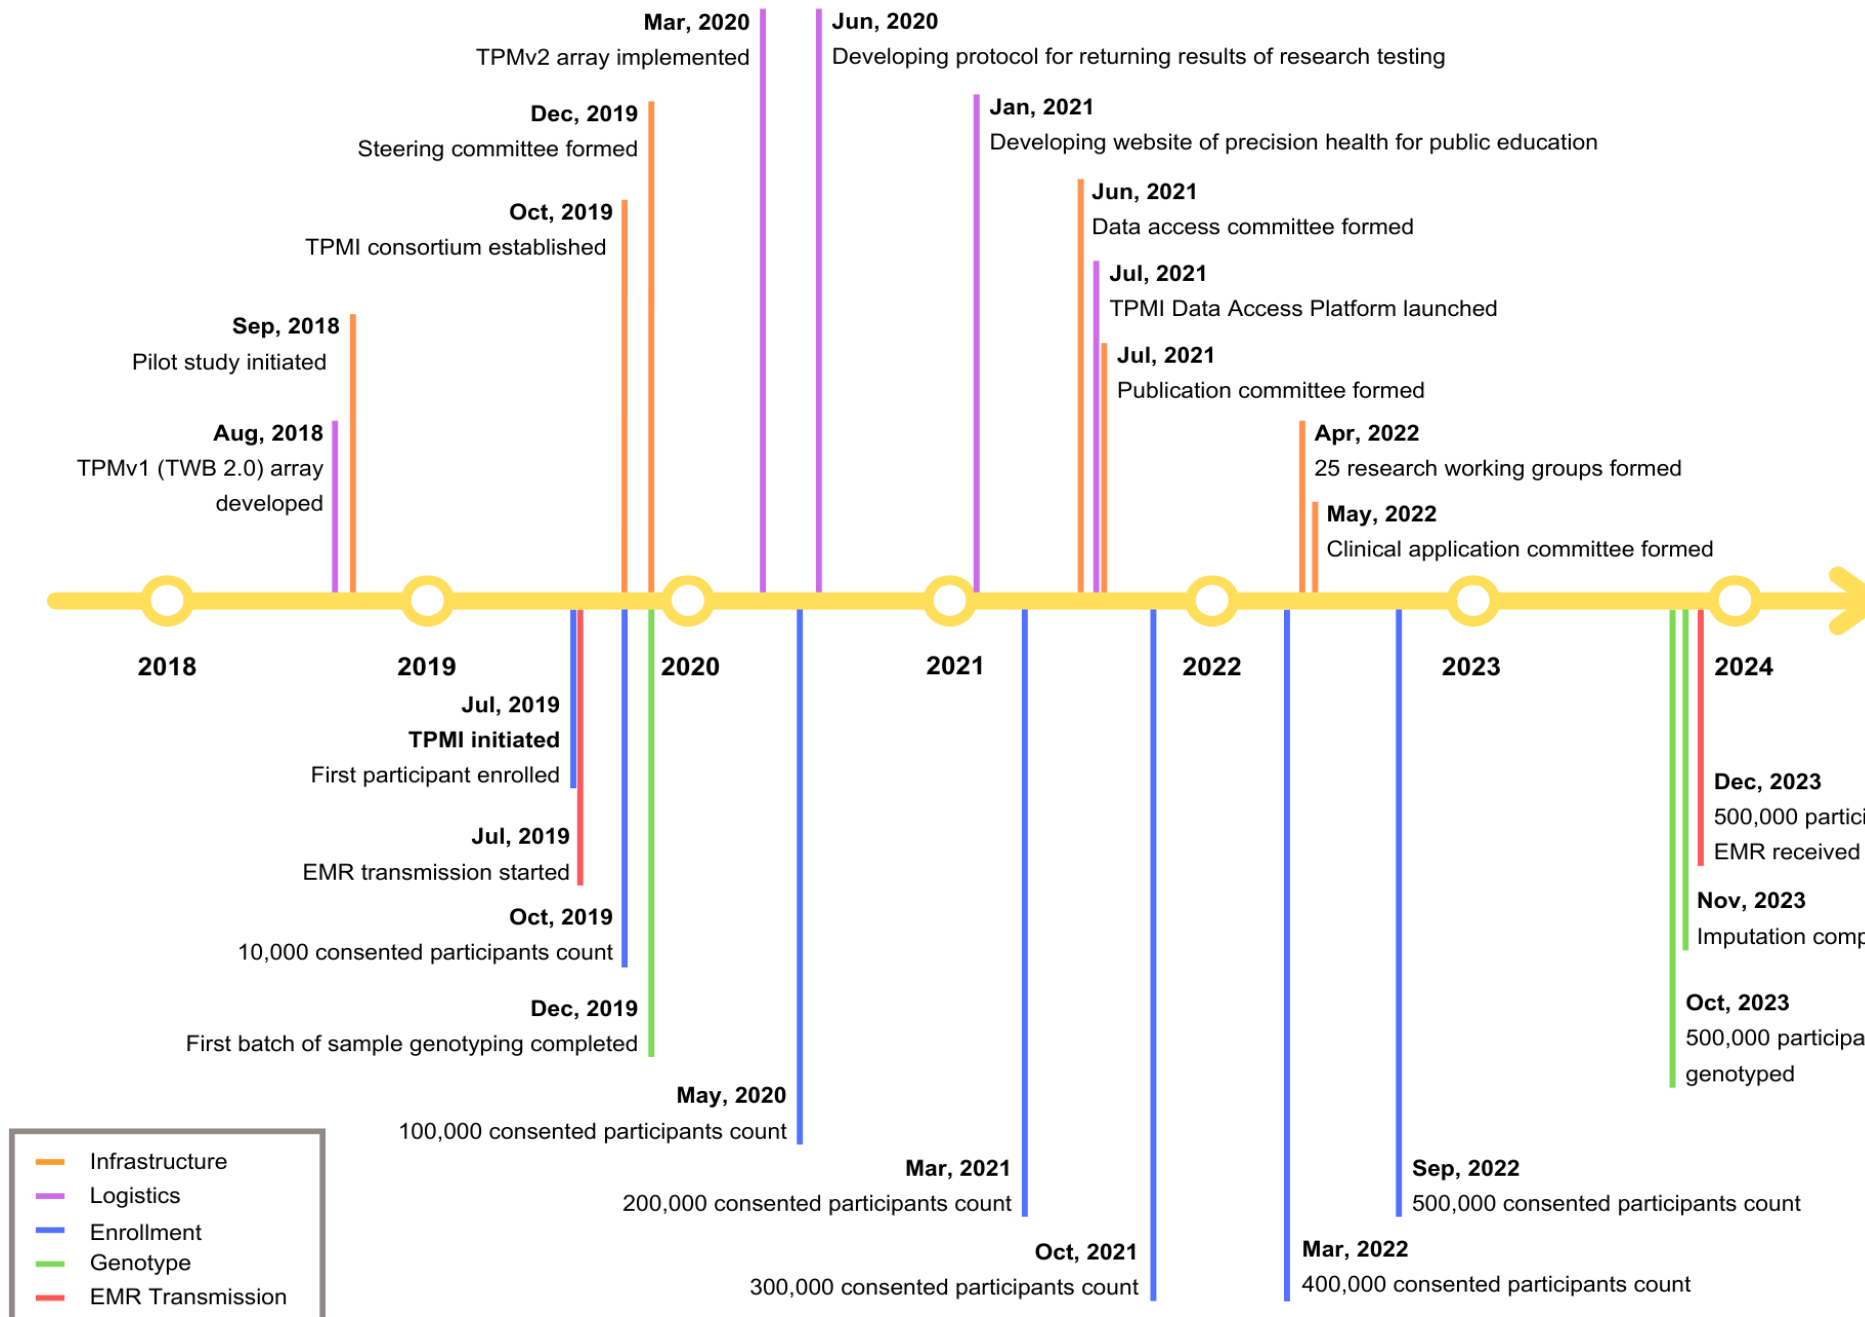 Mar, 2020
TPMv2 array implemented
Jun, 2020
Developing protocol for returning results of research testing
Dec, 2019
Steering committee formed
Jan, 2021
Developing website of precision health for public education
Oct, 2019
TPMI consortium established
Jun, 2021
Data access committee formed
Jul, 2021
TPMI Data Access Platform launched
Sep, 2018
Pilot study initiated
Jul, 2021
Publication committee formed
Aug, 2018
TPMv1 (TWB 2.0) array
developed
Apr, 2022
25 research working groups formed
May, 2022
Clinical application committee formed
2018 2019 2020 2021 2022 2023 2024
Jul, 2019
TPMI initiated
First participant enrolled
Jul, 2019
EMR transmission started
Oct, 2019
10,000 consented participants count
Dec, 2019
First batch of sample genotyping completed
May, 2020
100,000 consented participants count
Mar, 2021
200,000 consented participants count
Oct, 2021
300,000 consented participants count
Mar, 2022
400,000 consented participants count
Sep, 2022
500,000 consented participants count
Dec, 2023
500,000
EMR received
Nov, 2023
Imputation
Oct, 2023
500,000
genotyped
Infrastructure
Logistics
Enrollment
Genotype
EMR Transmission